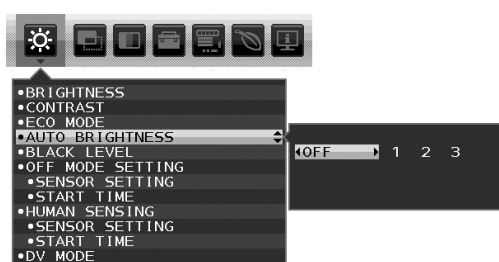 •BRIGHTNESS
•CONTRAST
•ECO MODE
•AUTO BRIGHTNESS
OFF 1 2 3
•BLACK LEVEL
•OFF MODE SETTING
•SENSOR SETTING
•START TIME
•HUMAN SENSING
•SENSOR SETTING
•START TIME
•DV MODE